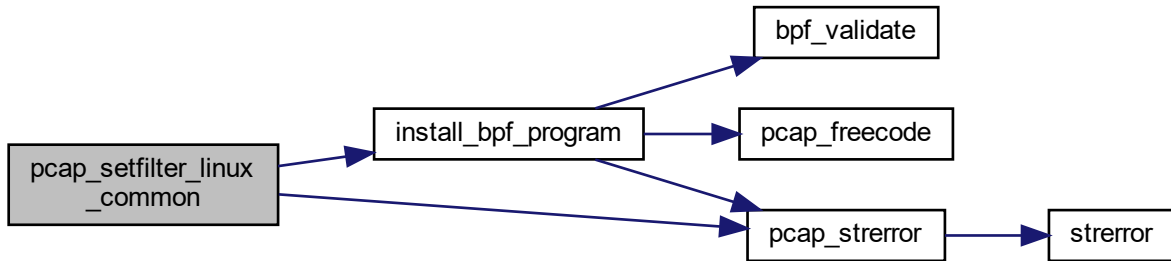 bpf_validate
install_bpf_program
pcap_freecode
pcap_setfilter_linux
_common
pcap_strerror
strerror